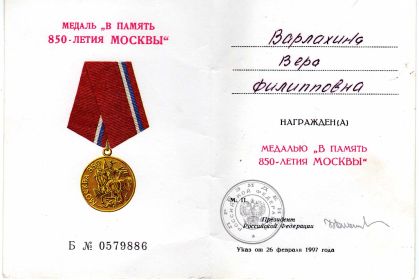 МЕДАЛЬ „В ПАМЯТЬ
850-ЛЕТИЯ МОСКВЫ“
Б № 0579886
Варлахина
Вера
Филипповна
НАГРАЖДЕН(А)
МЕДАЛЬЮ „В ПАМЯТЬ
850-ЛЕТИЯ МОСКВЫ“
М. П.
Президент
Российской Федерации
Указ от 26 февраля 1997 года